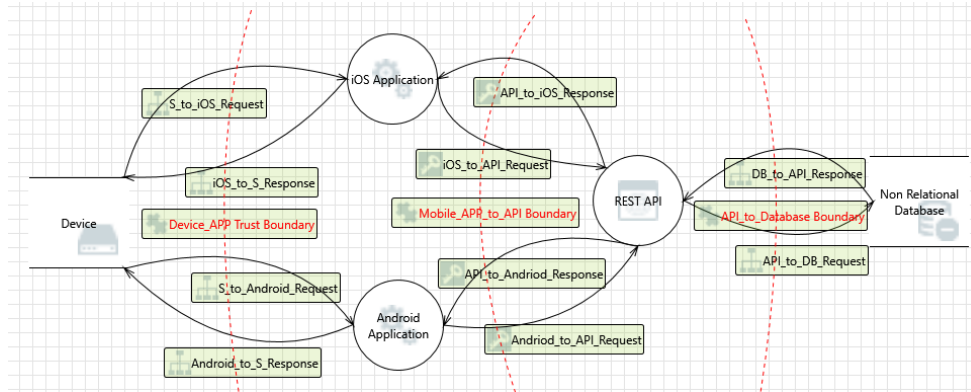 iOS Application
S_to_iOS_Request
API_to_iOS_Response
iOS_to_API_Request
iOS_to_S_Response
DB_to_API_Response
REST API
Non Relational
Database
Device
Device_APP Trust Boundary
Mobile_APP_to_API Boundary
API_to_Database Boundary
API_to_DB_Request
S_to_Android_Request
API_to_Andriod_Response
Android
Application
Andriod_to_API_Request
Android_to_S_Response